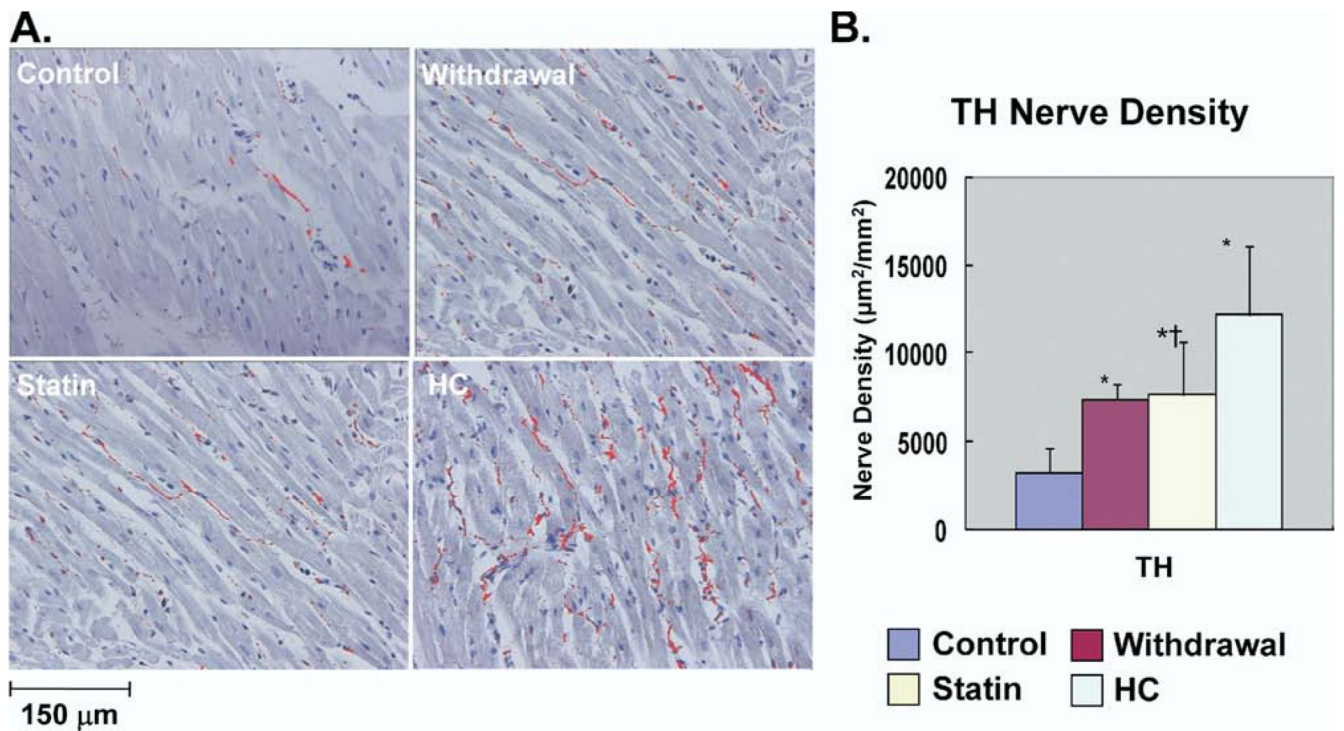 A.
Control
Withdrawal
Statin
HC
150 μm
B.
TH Nerve Density
Nerve Density (μm²/mm²)
20000
15000
10000
5000
0
*
*†
*
TH
Control
Withdrawal
Statin
HC